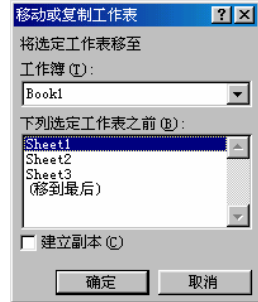 移动或复制工作表
将选定工作表移至
工作簿(T):
Book1
下列选定工作表之前(B):
Sheet1
Sheet2
Sheet3
(移到最后)
建立副本(C)
确定 取消